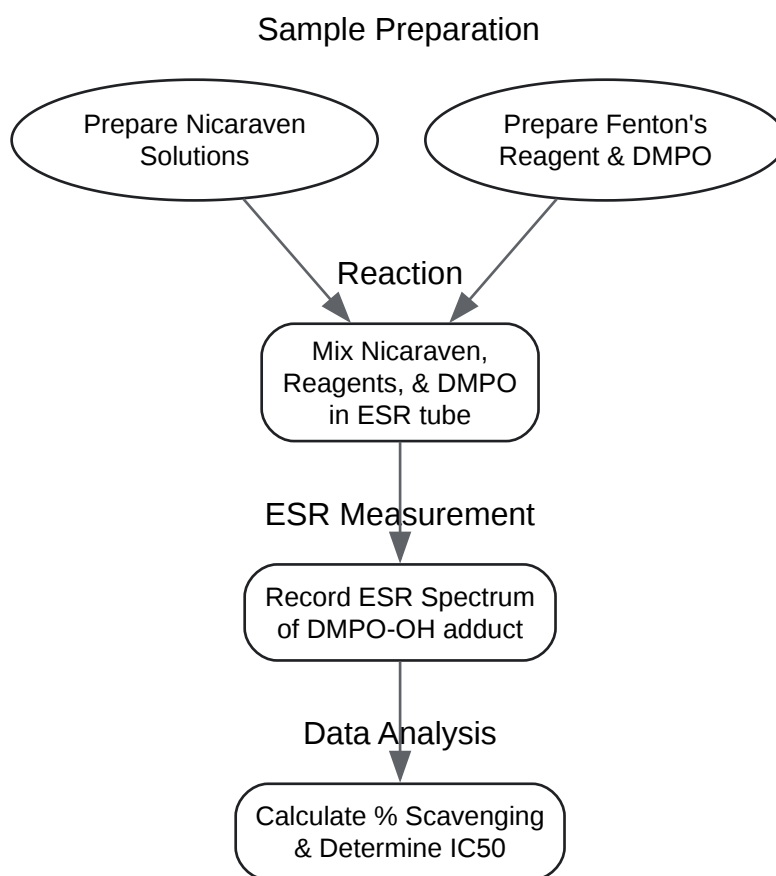 Sample Preparation
Prepare Nicaraven
Solutions
Prepare Fenton's
Reagent & DMPO
Reaction
Mix Nicaraven,
Reagents, & DMPO
in ESR tube
ESR Measurement
Record ESR Spectrum
of DMPO-OH adduct
Data Analysis
Calculate % Scavenging
& Determine IC50